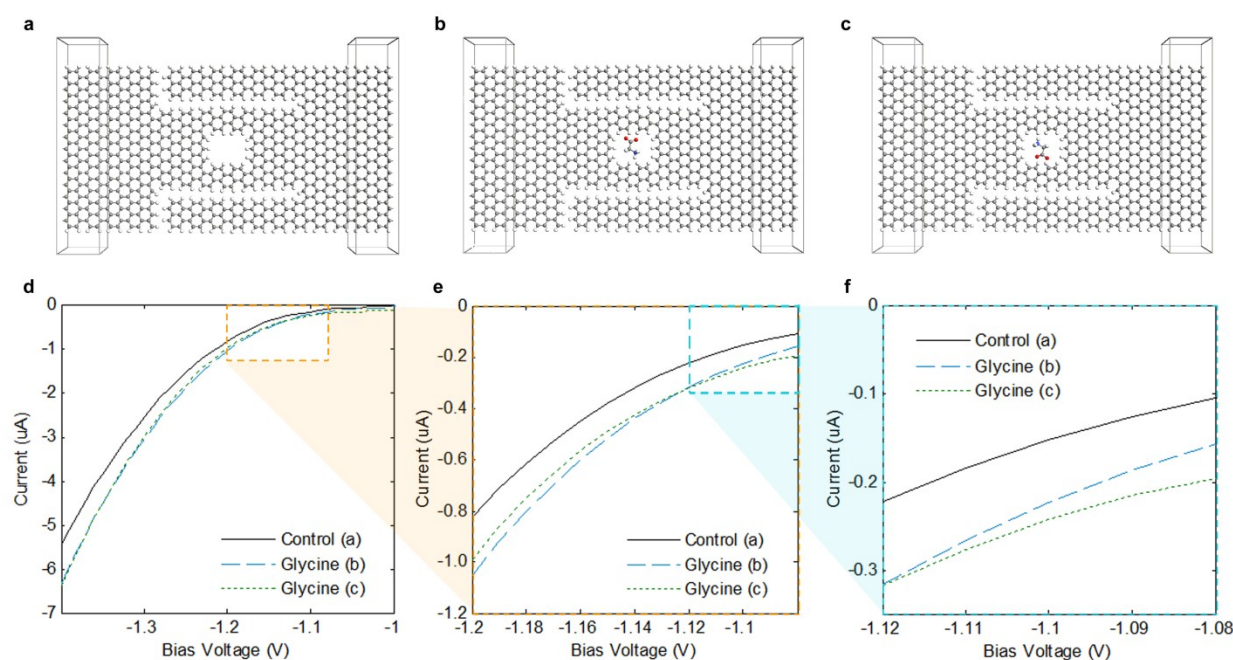 a
b
c
d
0
-1
-2
-3
-4
-5
-6
-7
Current (uA)
Control (a)
Glycine (b)
Glycine (c)
-1.3
-1.2
-1.1
-1
Bias Voltage (V)
e
0
-0.2
-0.4
-0.6
-0.8
-1.0
-1.2
Current (uA)
Control (a)
Glycine (b)
Glycine (c)
-1.2
-1.18
-1.16
-1.14
-1.12
-1.1
Bias Voltage (V)
f
0
-0.1
-0.2
-0.3
Current (uA)
Control (a)
Glycine (b)
Glycine (c)
-1.12
-1.11
-1.1
-1.09
-1.08
Bias Voltage (V)